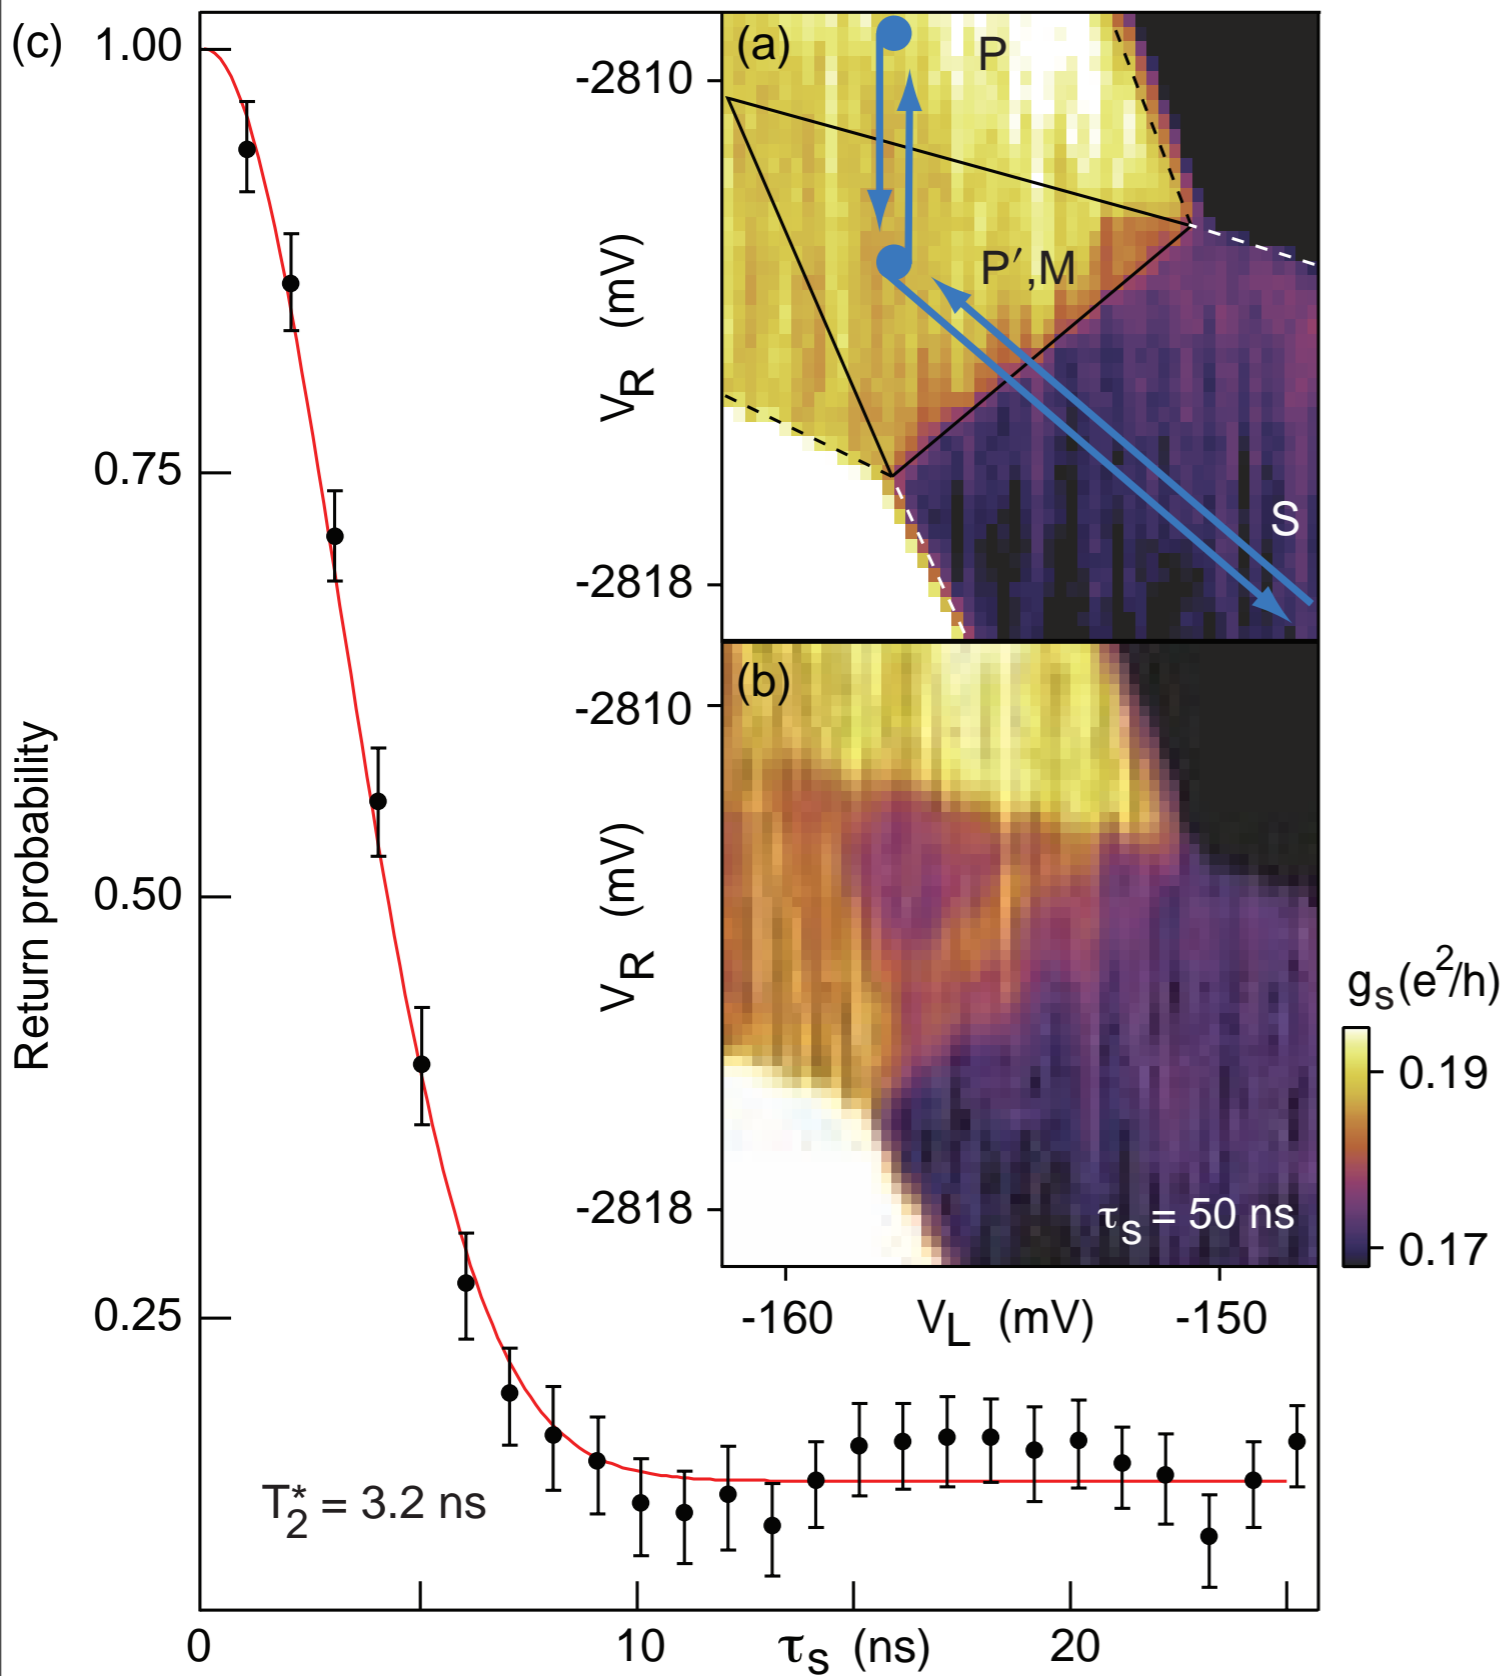 (c)
1.00
0.75
0.50
0.25
Return probability
T₂* = 3.2 ns
0
10
20
τS (ns)
(a)
P
P′,M
S
-2810
-2818
VR (mV)
(b)
-2810
-2818
VR (mV)
τS = 50 ns
-160
VL (mV)
-150
gs(e²/h)
0.19
0.17